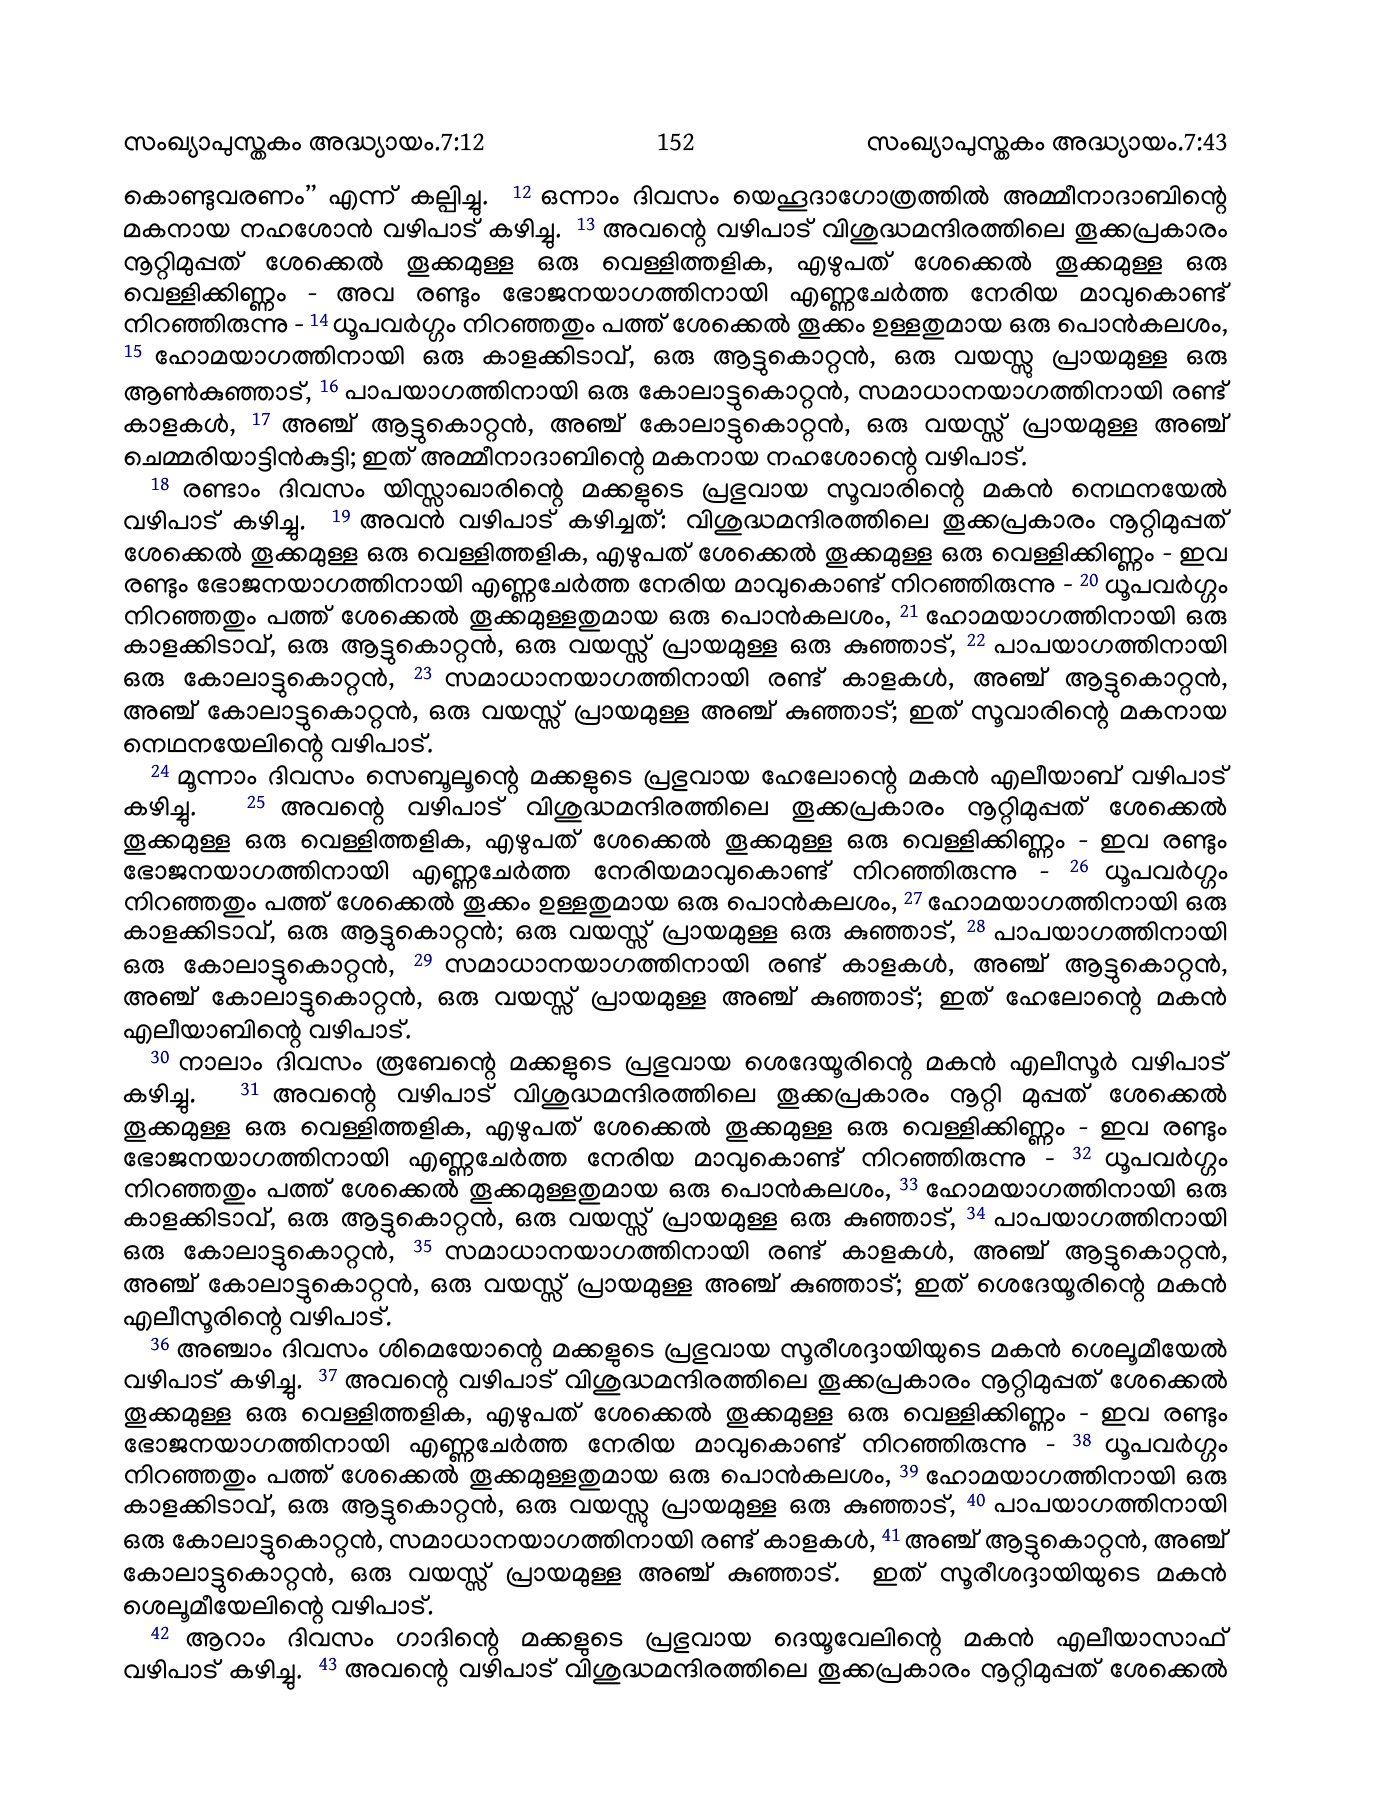 സംഖ്യാപുസ്തകം അദ്ധ്യായം.7:12 152 സംഖ്യാപുസ്തകം അദ്ധ്യായം.7:43
കൊണ്ടുവരണം” എന്ന് കല്പിച്ചു. 12 ഒന്നാം ദിവസം യെഹൂദാഗോത്രത്തിൽ അമ്മീനാദാബിന്റെ
മകനായ നഹശോൻ വഴിപാട് കഴിച്ചു. 13 അവന്റെ വഴിപാട് വിശുദ്ധമന്ദിരത്തിലെ തൂക്കപ്രകാരം
നൂറ്റിമുപ്പത് ശേക്കെൽ തൂക്കമുള്ള ഒരു വെള്ളിത്തളിക, എഴുപത് ശേക്കെൽ തൂക്കമുള്ള ഒരു
വെള്ളിക്കിണ്ണം - അവ രണ്ടും ഭോജനയാഗത്തിനായി എണ്ണചേർത്ത നേരിയ മാവുകൊണ്ട്
നിറഞ്ഞിരുന്നു - 14 ധൂപവർഗ്ഗം നിറഞ്ഞതും പത്ത് ശേക്കെൽ തൂക്കം ഉള്ളതുമായ ഒരു പൊൻകലശം,
15 ഹോമയാഗത്തിനായി ഒരു കാളക്കിടാവ്, ഒരു ആട്ടുകൊറ്റൻ, ഒരു വയസ്സു പ്രായമുള്ള ഒരു
ആൺകുഞ്ഞാട്, 16 പാപയാഗത്തിനായി ഒരു കോലാട്ടുകൊറ്റൻ, സമാധാനയാഗത്തിനായി രണ്ട്
കാളകൾ, 17 അഞ്ച് ആട്ടുകൊറ്റൻ, അഞ്ച് കോലാട്ടുകൊറ്റൻ, ഒരു വയസ്സ് പ്രായമുള്ള അഞ്ച്
ചെമ്മരിയാട്ടിൻകുട്ടി; ഇത് അമ്മീനാദാബിന്റെ മകനായ നഹശോന്റെ വഴിപാട്.
18 രണ്ടാം ദിവസം യിസ്സാഖാരിന്റെ മക്കളുടെ പ്രഭുവായ സൂവാരിന്റെ മകൻ നെഥനയേൽ
വഴിപാട് കഴിച്ചു. 19 അവൻ വഴിപാട് കഴിച്ചത്: വിശുദ്ധമന്ദിരത്തിലെ തൂക്കപ്രകാരം നൂറ്റിമുപ്പത്
ശേക്കെൽ തൂക്കമുള്ള ഒരു വെള്ളിത്തളിക, എഴുപത് ശേക്കെൽ തൂക്കമുള്ള ഒരു വെള്ളിക്കിണ്ണം - ഇവ
രണ്ടും ഭോജനയാഗത്തിനായി എണ്ണചേർത്ത നേരിയ മാവുകൊണ്ട് നിറഞ്ഞിരുന്നു - 20 ധൂപവർഗ്ഗം
നിറഞ്ഞതും പത്ത് ശേക്കെൽ തൂക്കമുള്ളതുമായ ഒരു പൊൻകലശം, 21 ഹോമയാഗത്തിനായി ഒരു
കാളക്കിടാവ്, ഒരു ആട്ടുകൊറ്റൻ, ഒരു വയസ്സ് പ്രായമുള്ള ഒരു കുഞ്ഞാട്, 22 പാപയാഗത്തിനായി
ഒരു കോലാട്ടുകൊറ്റൻ, 23 സമാധാനയാഗത്തിനായി രണ്ട് കാളകൾ, അഞ്ച് ആട്ടുകൊറ്റൻ,
അഞ്ച് കോലാട്ടുകൊറ്റൻ, ഒരു വയസ്സ് പ്രായമുള്ള അഞ്ച് കുഞ്ഞാട്; ഇത് സൂവാരിന്റെ മകനായ
നെഥനയേലിന്റെ വഴിപാട്.
24 മൂന്നാം ദിവസം സെബൂലൂന്റെ മക്കളുടെ പ്രഭുവായ ഹേലോന്റെ മകൻ എലീയാബ് വഴിപാട്
കഴിച്ചു. 25 അവന്റെ വഴിപാട് വിശുദ്ധമന്ദിരത്തിലെ തൂക്കപ്രകാരം നൂറ്റിമുപ്പത് ശേക്കെൽ
തൂക്കമുള്ള ഒരു വെള്ളിത്തളിക, എഴുപത് ശേക്കെൽ തൂക്കമുള്ള ഒരു വെള്ളിക്കിണ്ണം - ഇവ രണ്ടും
ഭോജനയാഗത്തിനായി എണ്ണചേർത്ത നേരിയമാവുകൊണ്ട് നിറഞ്ഞിരുന്നു - 26 ധൂപവർഗ്ഗം
നിറഞ്ഞതും പത്ത് ശേക്കെൽ തൂക്കം ഉള്ളതുമായ ഒരു പൊൻകലശം, 27 ഹോമയാഗത്തിനായി ഒരു
കാളക്കിടാവ്, ഒരു ആട്ടുകൊറ്റൻ; ഒരു വയസ്സ് പ്രായമുള്ള ഒരു കുഞ്ഞാട്, 28 പാപയാഗത്തിനായി
ഒരു കോലാട്ടുകൊറ്റൻ, 29 സമാധാനയാഗത്തിനായി രണ്ട് കാളകൾ, അഞ്ച് ആട്ടുകൊറ്റൻ,
അഞ്ച് കോലാട്ടുകൊറ്റൻ, ഒരു വയസ്സ് പ്രായമുള്ള അഞ്ച് കുഞ്ഞാട്; ഇത് ഹേലോന്റെ മകൻ
എലീയാബിന്റെ വഴിപാട്.
30 നാലാം ദിവസം രൂബേന്റെ മക്കളുടെ പ്രഭുവായ ശെദേയൂരിന്റെ മകൻ എലീസൂർ വഴിപാട്
കഴിച്ചു. 31 അവന്റെ വഴിപാട് വിശുദ്ധമന്ദിരത്തിലെ തൂക്കപ്രകാരം നൂറ്റി മുപ്പത് ശേക്കെൽ
തൂക്കമുള്ള ഒരു വെള്ളിത്തളിക, എഴുപത് ശേക്കെൽ തൂക്കമുള്ള ഒരു വെള്ളിക്കിണ്ണം - ഇവ രണ്ടും
ഭോജനയാഗത്തിനായി എണ്ണചേർത്ത നേരിയ മാവുകൊണ്ട് നിറഞ്ഞിരുന്നു - 32 ധൂപവർഗ്ഗം
നിറഞ്ഞതും പത്ത് ശേക്കെൽ തൂക്കമുള്ളതുമായ ഒരു പൊൻകലശം, 33 ഹോമയാഗത്തിനായി ഒരു
കാളക്കിടാവ്, ഒരു ആട്ടുകൊറ്റൻ, ഒരു വയസ്സ് പ്രായമുള്ള ഒരു കുഞ്ഞാട്, 34 പാപയാഗത്തിനായി
ഒരു കോലാട്ടുകൊറ്റൻ, 35 സമാധാനയാഗത്തിനായി രണ്ട് കാളകൾ, അഞ്ച് ആട്ടുകൊറ്റൻ,
അഞ്ച് കോലാട്ടുകൊറ്റൻ, ഒരു വയസ്സ് പ്രായമുള്ള അഞ്ച് കുഞ്ഞാട്; ഇത് ശെദേയൂരിന്റെ മകൻ
എലീസൂരിന്റെ വഴിപാട്.
36 അഞ്ചാം ദിവസം ശിമെയോന്റെ മക്കളുടെ പ്രഭുവായ സൂരീശദ്ദായിയുടെ മകൻ ശെലൂമീയേൽ
വഴിപാട് കഴിച്ചു. 37 അവന്റെ വഴിപാട് വിശുദ്ധമന്ദിരത്തിലെ തൂക്കപ്രകാരം നൂറ്റിമുപ്പത് ശേക്കെൽ
തൂക്കമുള്ള ഒരു വെള്ളിത്തളിക, എഴുപത് ശേക്കെൽ തൂക്കമുള്ള ഒരു വെള്ളിക്കിണ്ണം - ഇവ രണ്ടും
ഭോജനയാഗത്തിനായി എണ്ണചേർത്ത നേരിയ മാവുകൊണ്ട് നിറഞ്ഞിരുന്നു - 38 ധൂപവർഗ്ഗം
നിറഞ്ഞതും പത്ത് ശേക്കെൽ തൂക്കമുള്ളതുമായ ഒരു പൊൻകലശം, 39 ഹോമയാഗത്തിനായി ഒരു
കാളക്കിടാവ്, ഒരു ആട്ടുകൊറ്റൻ, ഒരു വയസ്സു പ്രായമുള്ള ഒരു കുഞ്ഞാട്, 40 പാപയാഗത്തിനായി
ഒരു കോലാട്ടുകൊറ്റൻ, സമാധാനയാഗത്തിനായി രണ്ട് കാളകൾ, 41 അഞ്ച് ആട്ടുകൊറ്റൻ, അഞ്ച്
കോലാട്ടുകൊറ്റൻ, ഒരു വയസ്സ് പ്രായമുള്ള അഞ്ച് കുഞ്ഞാട്. ഇത് സൂരീശദ്ദായിയുടെ മകൻ
ശെലൂമീയേലിന്റെ വഴിപാട്.
42 ആറാം ദിവസം ഗാദിന്റെ മക്കളുടെ പ്രഭുവായ ദെയൂവേലിന്റെ മകൻ എലീയാസാഫ്
വഴിപാട് കഴിച്ചു. 43 അവന്റെ വഴിപാട് വിശുദ്ധമന്ദിരത്തിലെ തൂക്കപ്രകാരം നൂറ്റിമുപ്പത് ശേക്കെൽ